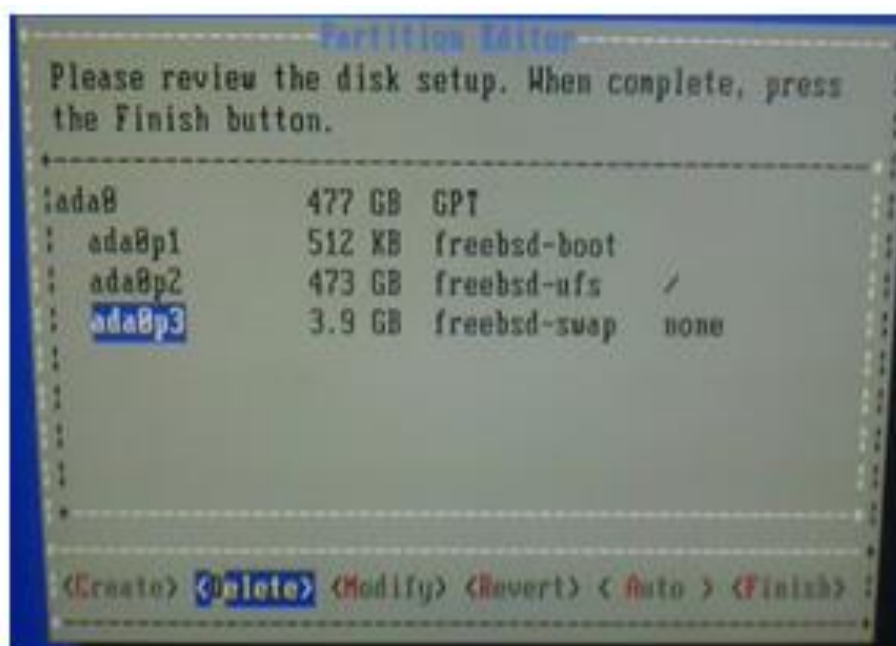 Partition Editor
Please review the disk setup. When complete, press
the Finish button.
ada0 477 GB GPT
ada0p1 512 KB freebsd-boot
ada0p2 473 GB freebsd-ufs /
ada0p3 3.9 GB freebsd-swap none
<Create> <Delete> <Modify> <Revert> < Auto > <Finish>